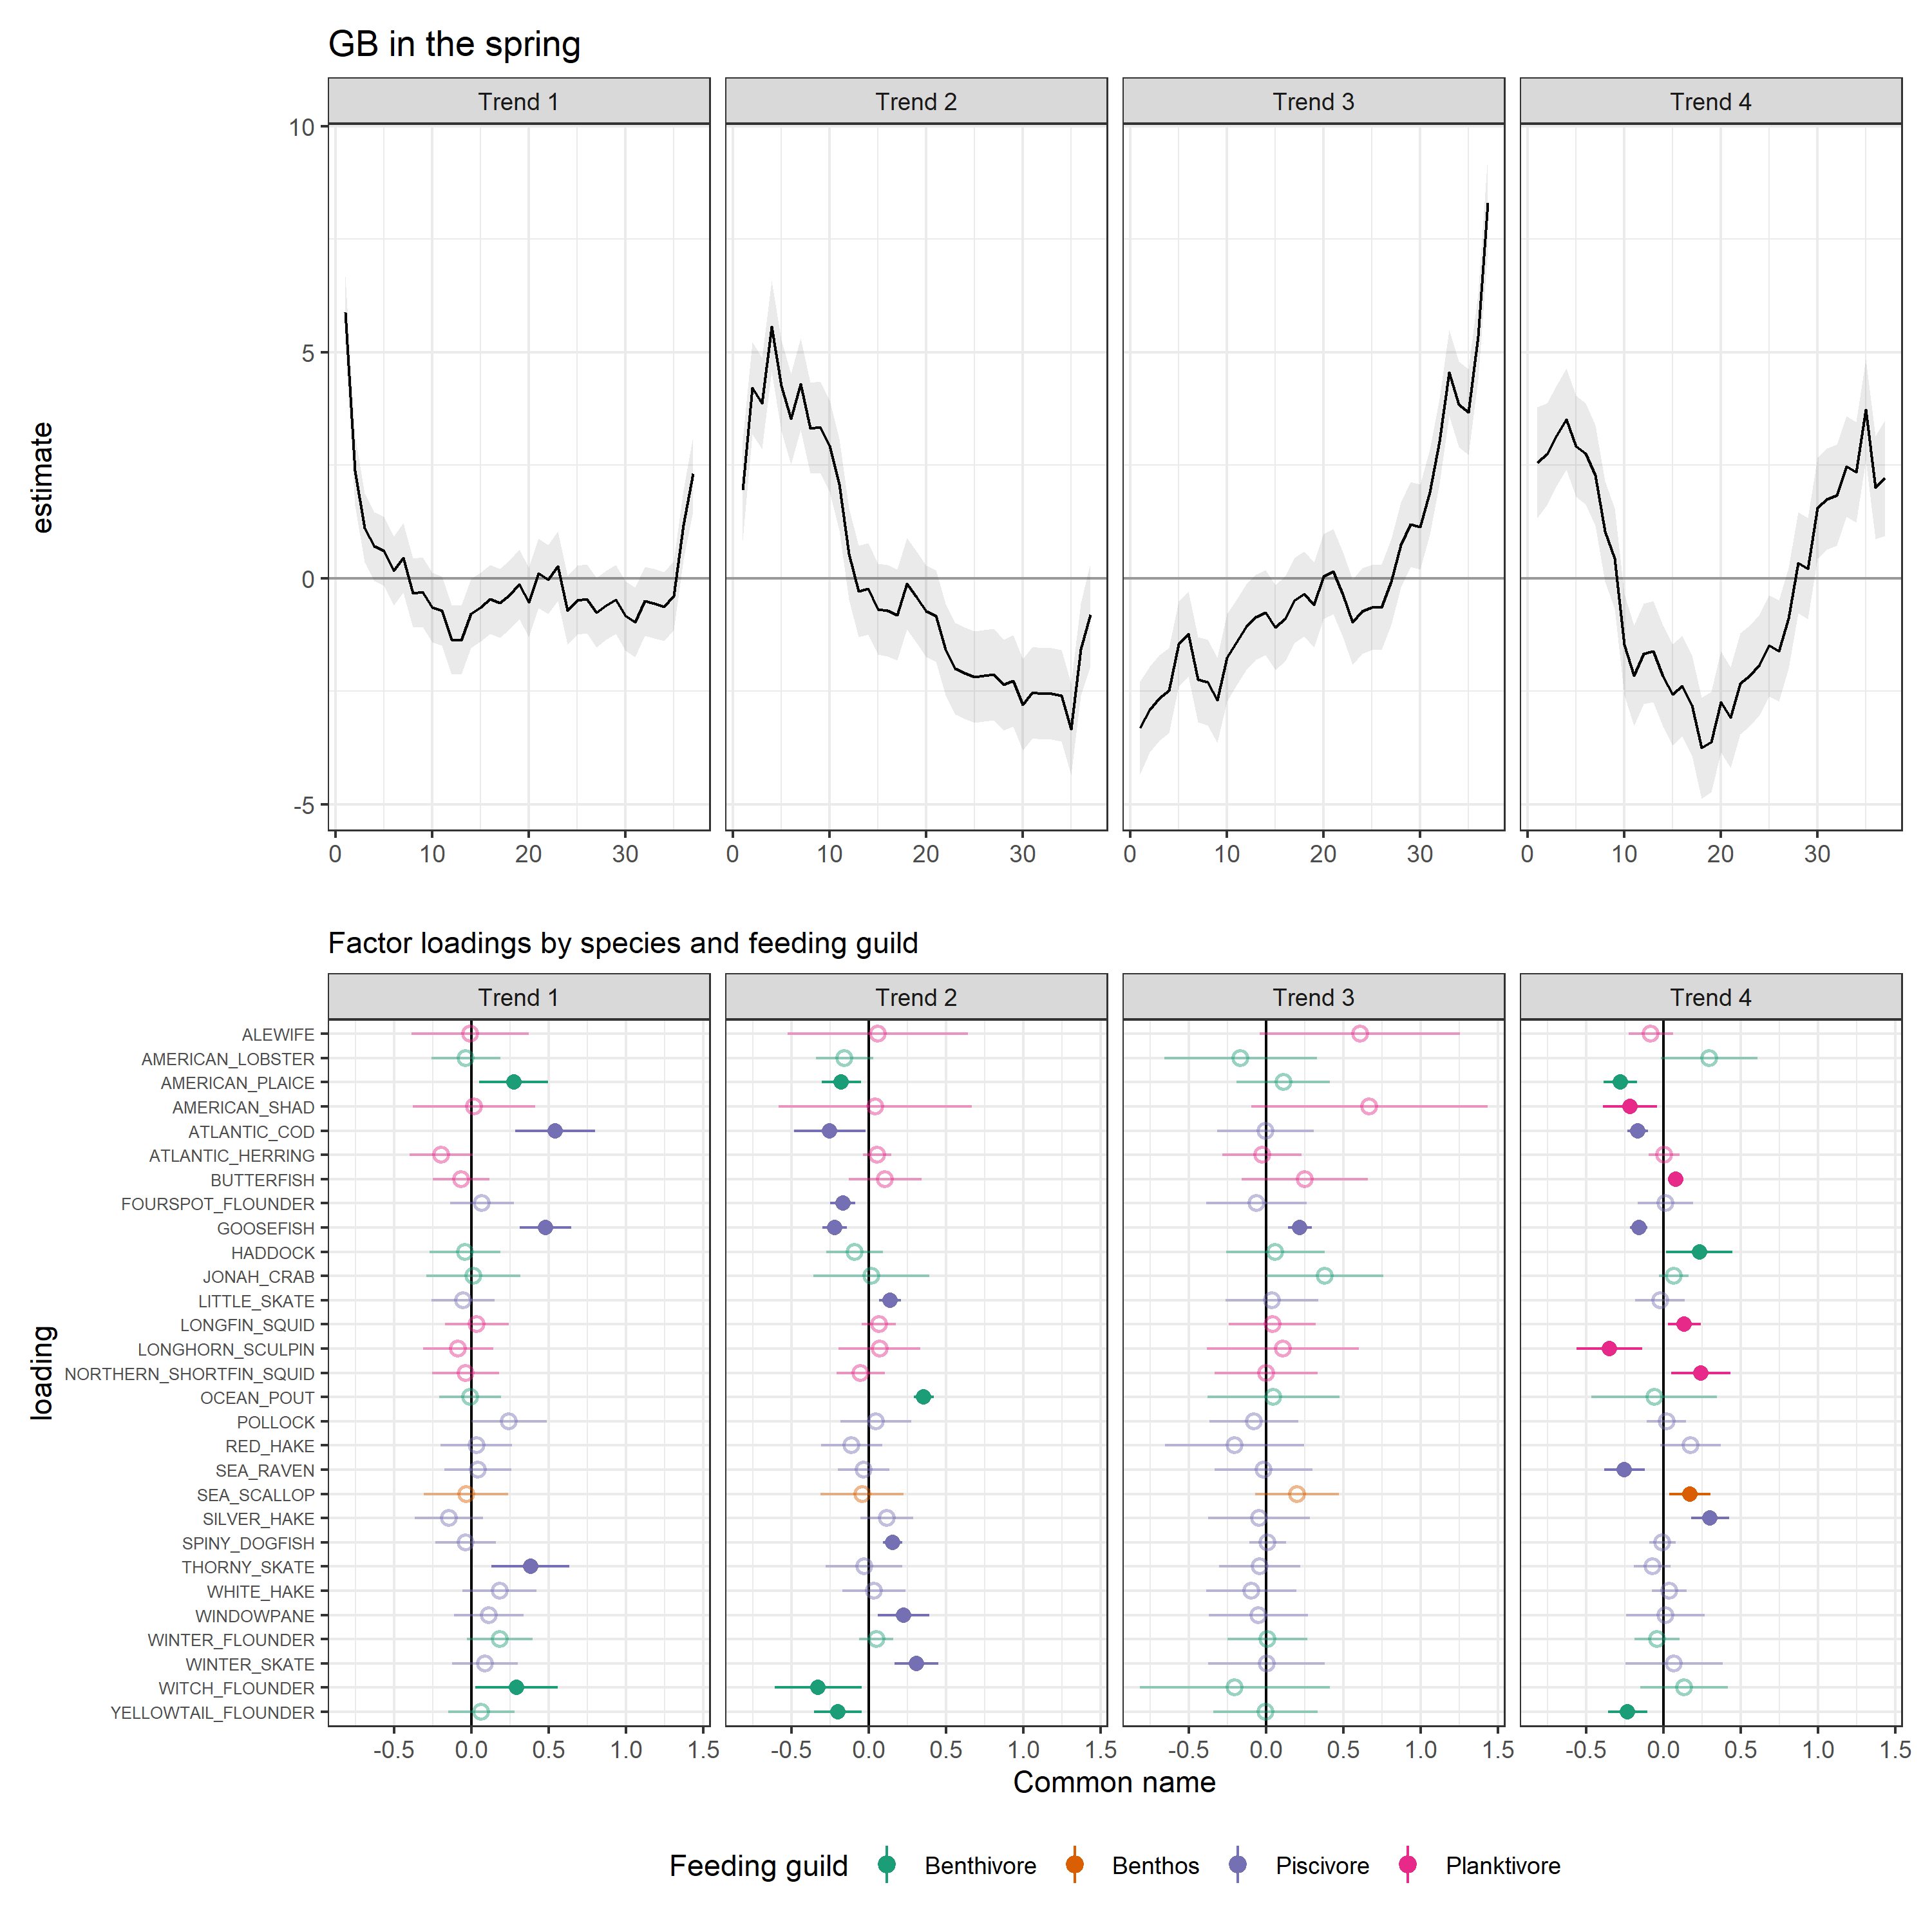 GB in the spring
Trend 1 Trend 2 Trend 3 Trend 4
estimate
10
5
0
-5
0 10 20 30 0 10 20 30 0 10 20 30 0 10 20 30
Factor loadings by species and feeding guild
Trend 1 Trend 2 Trend 3 Trend 4
loading
ALEWIFE
AMERICAN_LOBSTER
AMERICAN_PLAICE
AMERICAN_SHAD
ATLANTIC_COD
ATLANTIC_HERRING
BUTTERFISH
FOURSPOT_FLOUNDER
GOOSEFISH
HADDOCK
JONAH_CRAB
LITTLE_SKATE
LONGFIN_SQUID
LONGHORN_SCULPIN
NORTHERN_SHORTFIN_SQUID
OCEAN_POUT
POLLOCK
RED_HAKE
SEA_RAVEN
SEA_SCALLOP
SILVER_HAKE
SPINY_DOGFISH
THORNY_SKATE
WHITE_HAKE
WINDOWPANE
WINTER_FLOUNDER
WINTER_SKATE
WITCH_FLOUNDER
YELLOWTAIL_FLOUNDER
-0.5 0.0 0.5 1.0 1.5 -0.5 0.0 0.5 1.0 1.5 -0.5 0.0 0.5 1.0 1.5 -0.5 0.0 0.5 1.0 1.5
Common name
Feeding guild Benthivore Benthos Piscivore Planktivore